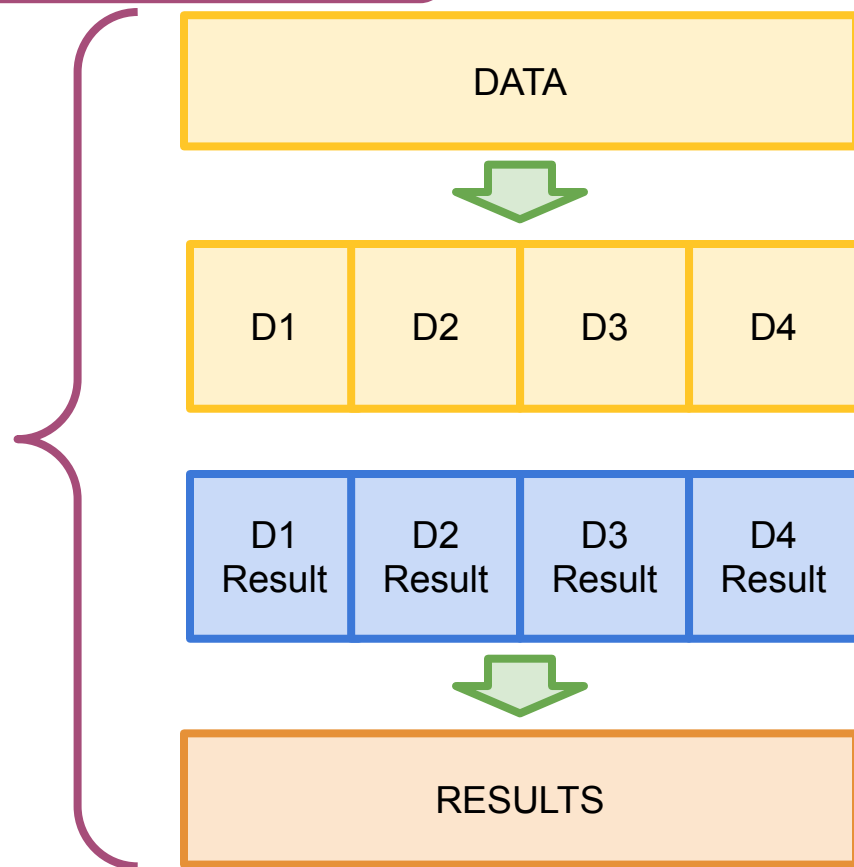 DATA
D1 D2 D3 D4
D1 Result
D2 Result
D3 Result
D4 Result
RESULTS